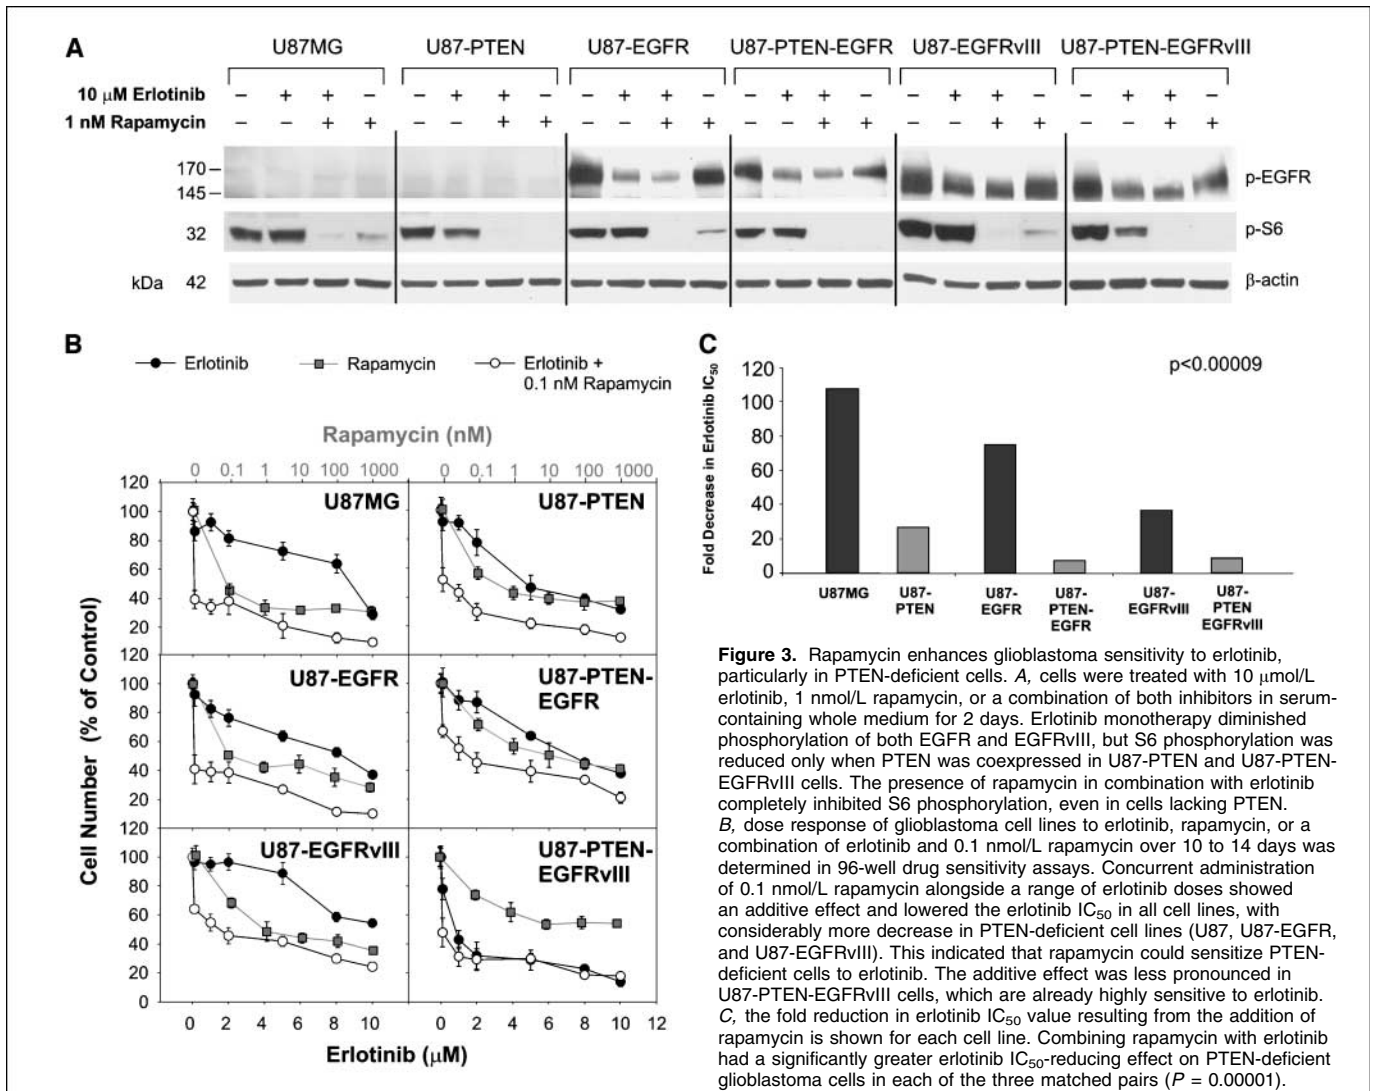 A
U87MG U87-PTEN U87-EGFR U87-PTEN-EGFR U87-EGFRvIII U87-PTEN-EGFRvIII
10 µM Erlotinib – + + – – + + – – + + – – + + – – + + – – + + –
1 nM Rapamycin – – + + – – + + – – + + – – + + – – + + – – + +
170 –
p-EGFR
145 –
32 p-S6
kDa 42 β-actin
B
Erlotinib Rapamycin Erlotinib +
0.1 nM Rapamycin
Rapamycin (nM)
0 0.1 1 10 100 1000 0 0.1 1 10 100 1000
120
U87MG U87-PTEN
100
80
60
40
20
120
U87-EGFR U87-PTEN-
EGFR
100
80
60
40
20
120
U87-EGFRvIII U87-PTEN-
EGFRvIII
100
80
60
40
20
0
0 2 4 6 8 10 0 2 4 6 8 10 12
Erlotinib (µM)
Cell Number (% of Control)
C
p<0.00009
Fold Decrease in Erlotinib IC50
120
100
80
60
40
20
0
U87MG U87- U87- U87- U87- U87-
PTEN EGFR PTEN- EGFRvIII PTEN
EGFR EGFRvIII
Figure 3. Rapamycin enhances glioblastoma sensitivity to erlotinib,
particularly in PTEN-deficient cells. A, cells were treated with 10 µmol/L
erlotinib, 1 nmol/L rapamycin, or a combination of both inhibitors in serum-
containing whole medium for 2 days. Erlotinib monotherapy diminished
phosphorylation of both EGFR and EGFRvIII, but S6 phosphorylation was
reduced only when PTEN was coexpressed in U87-PTEN and U87-PTEN-
EGFRvIII cells. The presence of rapamycin in combination with erlotinib
completely inhibited S6 phosphorylation, even in cells lacking PTEN.
B, dose response of glioblastoma cell lines to erlotinib, rapamycin, or a
combination of erlotinib and 0.1 nmol/L rapamycin over 10 to 14 days was
determined in 96-well drug sensitivity assays. Concurrent administration
of 0.1 nmol/L rapamycin alongside a range of erlotinib doses showed
an additive effect and lowered the erlotinib IC50 in all cell lines, with
considerably more decrease in PTEN-deficient cell lines (U87, U87-EGFR,
and U87-EGFRvIII). This indicated that rapamycin could sensitize PTEN-
deficient cells to erlotinib. The additive effect was less pronounced in
U87-PTEN-EGFRvIII cells, which are already highly sensitive to erlotinib.
C, the fold reduction in erlotinib IC50 value resulting from the addition of
rapamycin is shown for each cell line. Combining rapamycin with erlotinib
had a significantly greater erlotinib IC50-reducing effect on PTEN-deficient
glioblastoma cells in each of the three matched pairs (P = 0.00001).